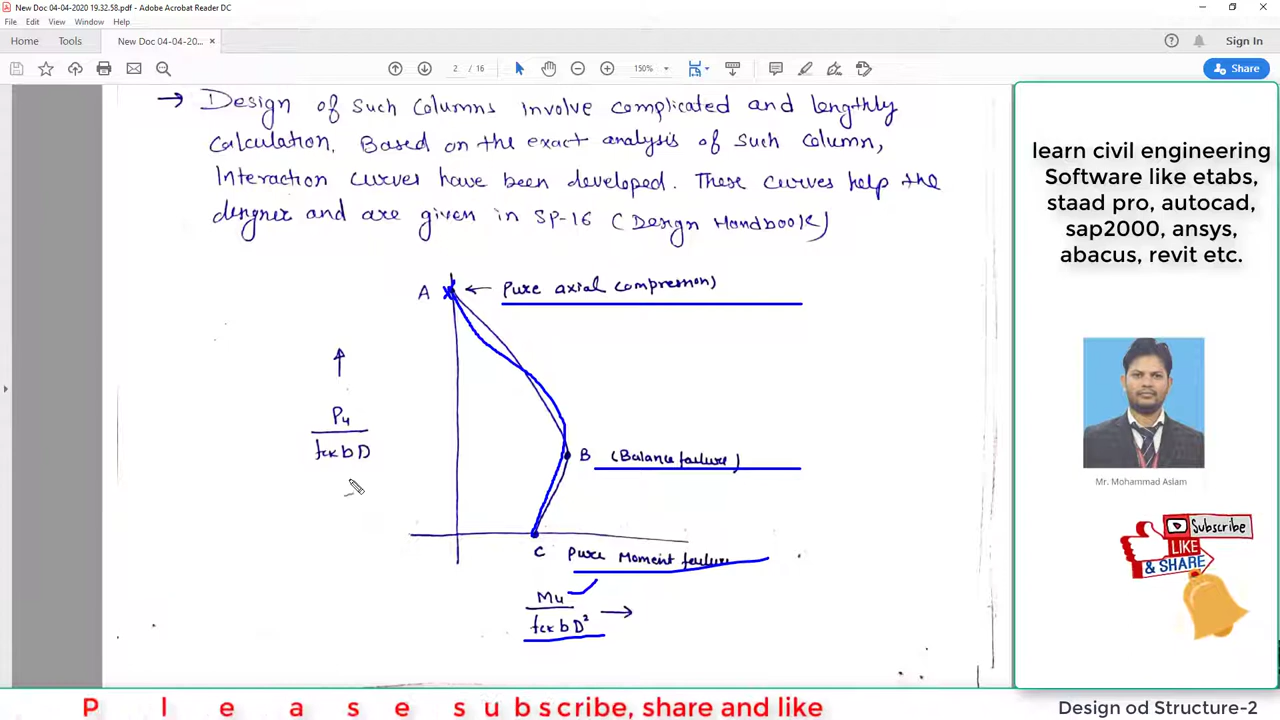 New Doc 04-04-2020 19.32.58.pdf - Adobe Acrobat Reader DC
File Edit View Window Help
Home Tools New Doc 04-04-20... × Sign In
2 / 16 150% Share
→ Design of Such Columns involve complicated and lengthly
Calculation. Based on the exact analysis of Such column,
Interaction curves have been developed. These curves help the
designer and are given in SP-16 (Design Handbook)
A ← Pure axial compression)
↑
Pu
fck b D
B (Balance failure)
C Pure Moment failure
Mu
fck b D² →
learn civil engineering
Software like etabs,
staad pro, autocad,
sap2000, ansys,
abacus, revit etc.
Mr. Mohammad Aslam
Subscribe
LIKE
& SHARE
P l e a s e s u b s c r i b e, share and like
Design od Structure-2